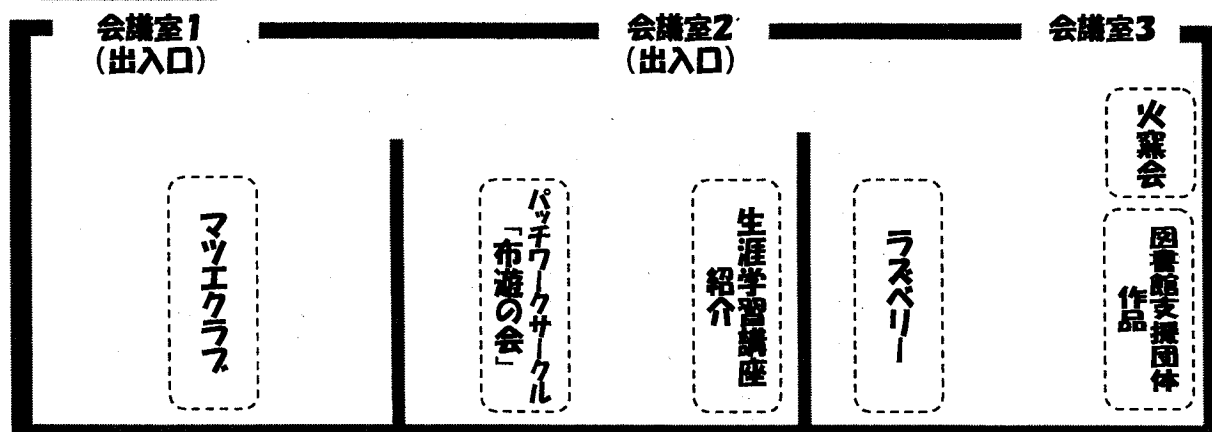 会議室1
(出入口)
会議室2
(出入口)
会議室3
マツエクラブ
パッチワークサークル
「布遊の会」
生涯学習講座
紹介
ラズベリー
火窯会
図書館支援団体
作品